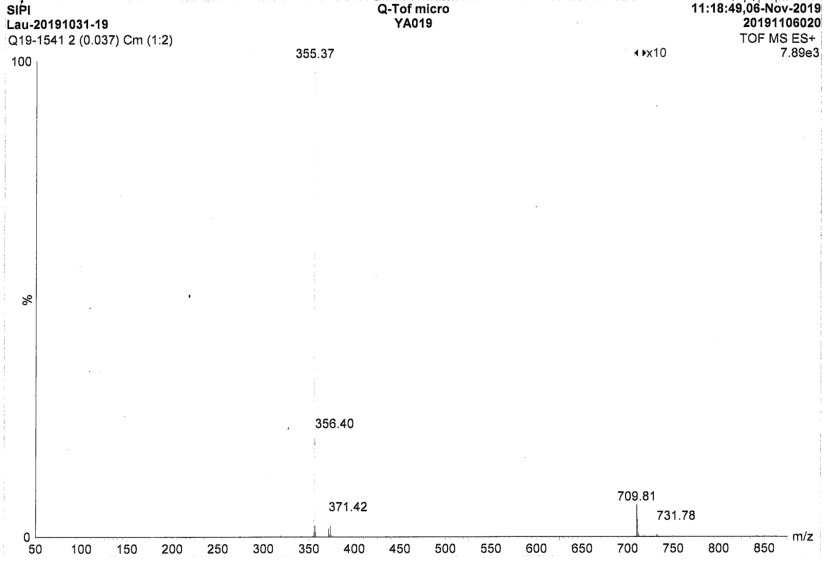 SIPI Q-Tof micro 11:18:49,06-Nov-2019
Lau-20191031-19 YA019 20191106020
Q19-1541 2 (0.037) Cm (1:2) TOF MS ES+
355.37 x10 7.89e3
100
%
356.40
371.42
709.81
731.78
0
50 100 150 200 250 300 350 400 450 500 550 600 650 700 750 800 850 m/z